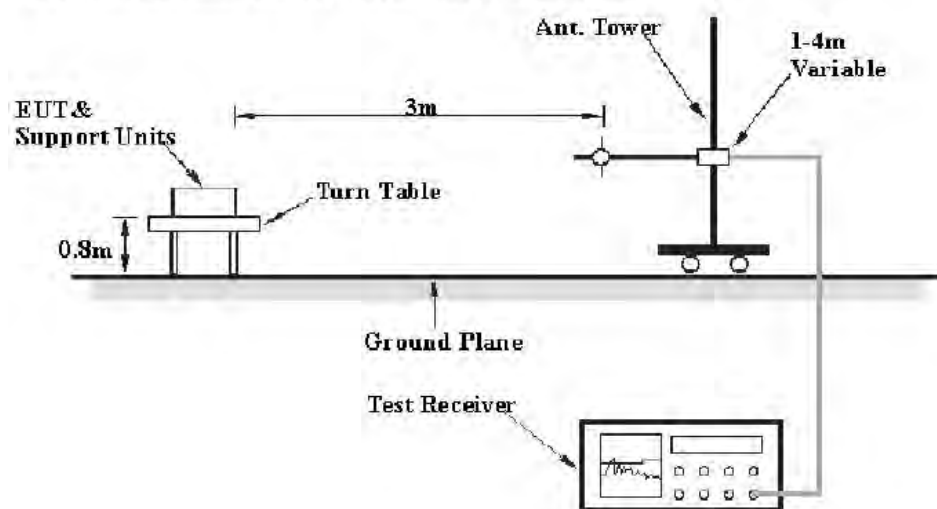 Ant. Tower
1-4m
Variable
3m
EUT&
Support Units
Turn Table
0.8m
Ground Plane
Test Receiver